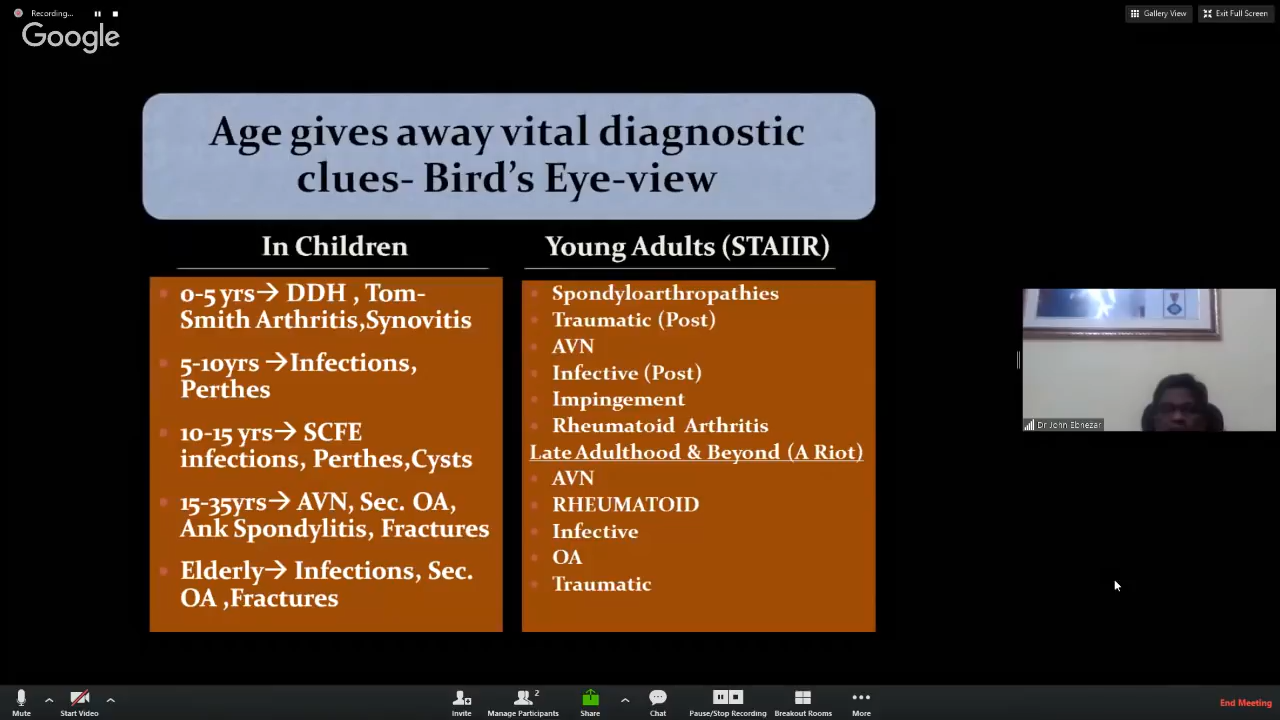 Recording...
Gallery View
Exit Full Screen
Google
Age gives away vital diagnostic
clues- Bird's Eye-view
In Children
0-5 yrs→ DDH , Tom-
Smith Arthritis,Synovitis
5-10yrs →Infections,
Perthes
10-15 yrs→ SCFE
infections, Perthes,Cysts
15-35yrs→ AVN, Sec. OA,
Ank Spondylitis, Fractures
Elderly→ Infections, Sec.
OA ,Fractures
Young Adults (STAIIR)
Spondyloarthropathies
Traumatic (Post)
AVN
Infective (Post)
Impingement
Rheumatoid Arthritis
Late Adulthood & Beyond (A Riot)
AVN
RHEUMATOID
Infective
OA
Traumatic
Dr John Ebnezar
Mute
Start Video
Invite
2
Manage Participants
Share
Chat
Pause/Stop Recording
Breakout Rooms
More
End Meeting